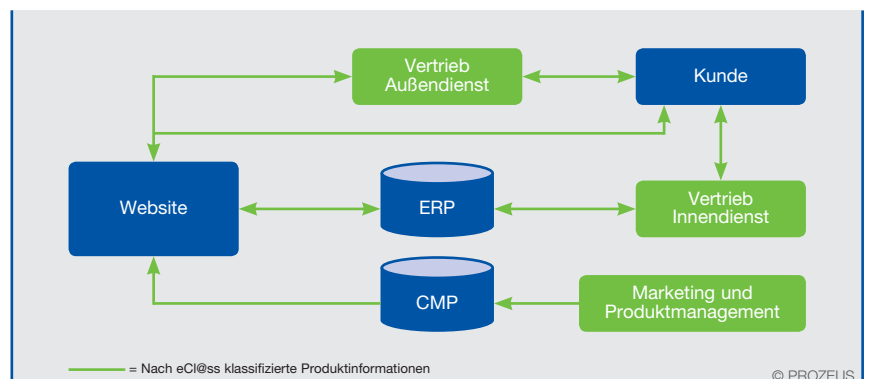 Vertrieb
Außendienst
Kunde
Website
ERP
Vertrieb
Innendienst
CMP
Marketing und
Produktmanagement
= Nach eCl@ss klassifizierte Produktinformationen
© PROZEUS